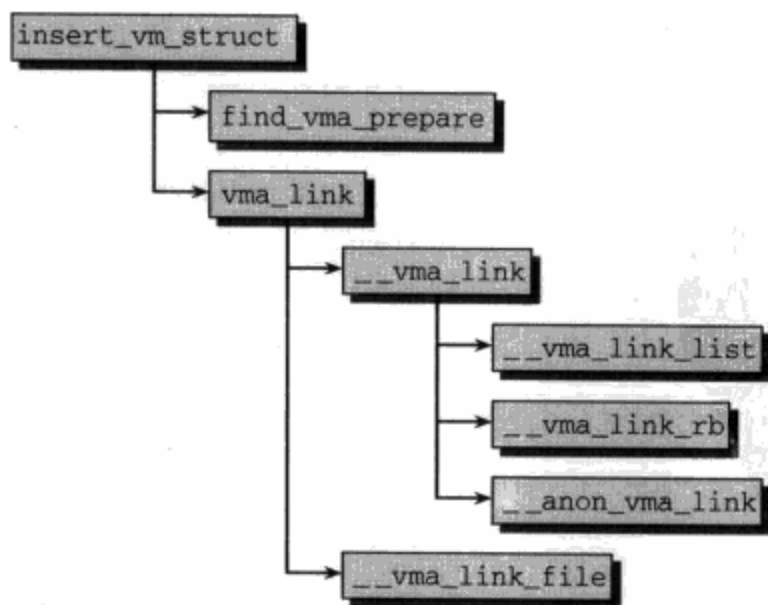 insert_vm_struct
find_vma_prepare
vma_link
__vma_link
__vma_link_list
__vma_link_rb
__anon_vma_link
__vma_link_file